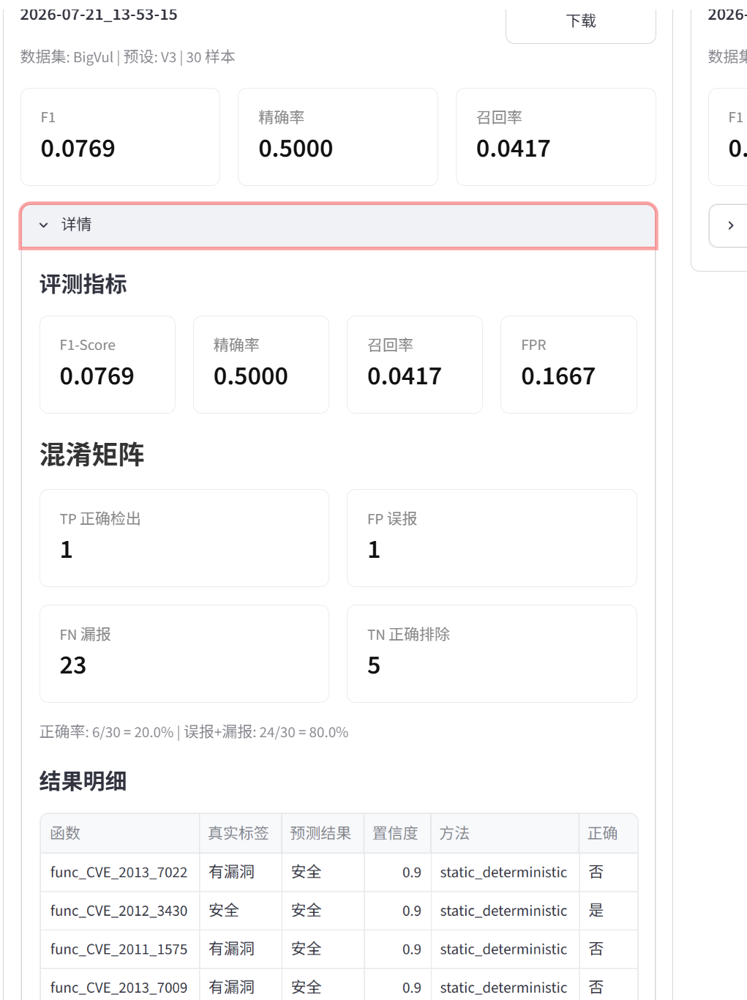 2026-07-21_13-53-15
下载
数据集: BigVul | 预设: V3 | 30 样本
F1 精确率 召回率
0.0769 0.5000 0.0417
详情
评测指标
F1-Score 精确率 召回率 FPR
0.0769 0.5000 0.0417 0.1667
混淆矩阵
TP 正确检出 FP 误报
1 1
FN 漏报 TN 正确排除
23 5
正确率: 6/30 = 20.0% | 误报+漏报: 24/30 = 80.0%
结果明细
函数 真实标签 预测结果 置信度 方法 正确
func_CVE_2013_7022 有漏洞 安全 0.9 static_deterministic 否
func_CVE_2012_3430 安全 安全 0.9 static_deterministic 是
func_CVE_2011_1575 有漏洞 安全 0.9 static_deterministic 否
func_CVE_2013_7009 有漏洞 安全 0.9 static_deterministic 否
2026-
数据集
F1
0.